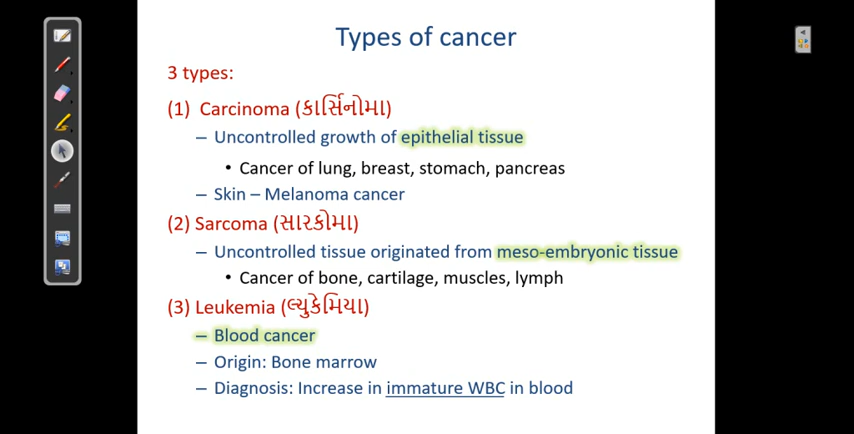 Types of cancer
3 types:
(1) Carcinoma (કાર્સિનોમા)
– Uncontrolled growth of epithelial tissue
• Cancer of lung, breast, stomach, pancreas
– Skin – Melanoma cancer
(2) Sarcoma (સારકોમા)
– Uncontrolled tissue originated from meso-embryonic tissue
• Cancer of bone, cartilage, muscles, lymph
(3) Leukemia (લ્યુકેમિયા)
– Blood cancer
– Origin: Bone marrow
– Diagnosis: Increase in immature WBC in blood